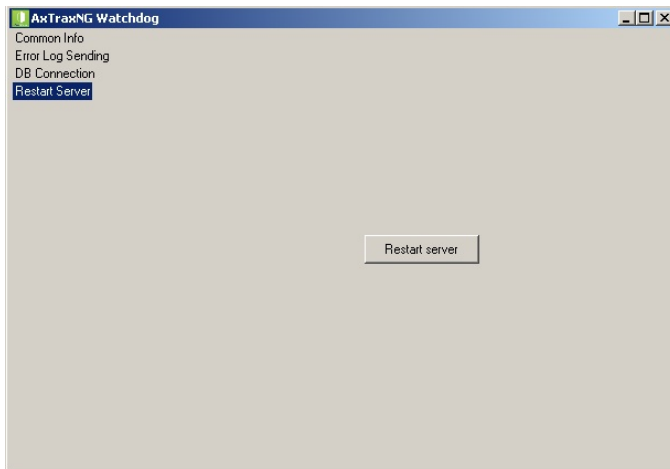 AxTraxNG Watchdog
Common Info
Error Log Sending
DB Connection
Restart Server
Restart server